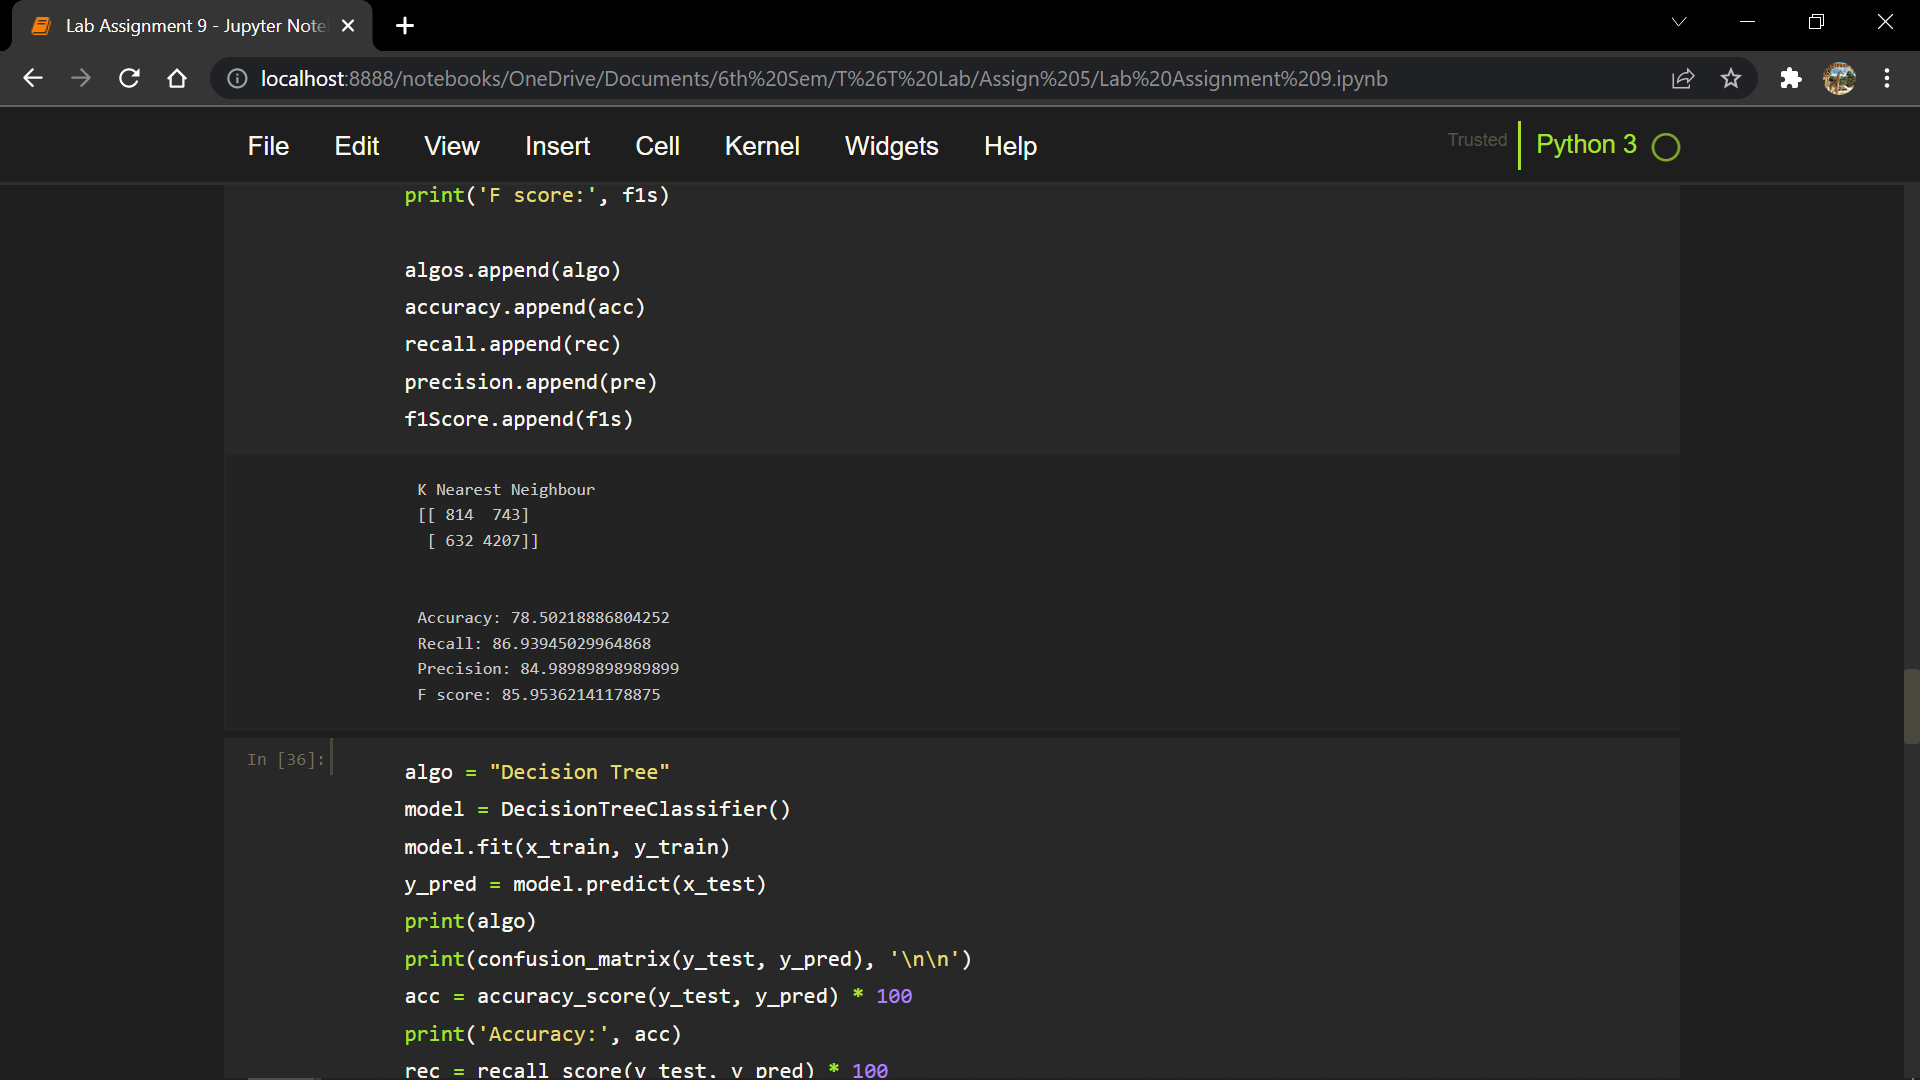 Lab Assignment 9 - Jupyter Note
localhost:8888/notebooks/OneDrive/Documents/6th%20Sem/T%26T%20Lab/Assign%205/Lab%20Assignment%209.ipynb
File Edit View Insert Cell Kernel Widgets Help Trusted Python 3
print('F score:', f1s)
algos.append(algo)
accuracy.append(acc)
recall.append(rec)
precision.append(pre)
f1Score.append(f1s)
K Nearest Neighbour
[[ 814  743]
 [ 632 4207]]
Accuracy: 78.50218886804252
Recall: 86.93945029964868
Precision: 84.98989898989899
F score: 85.95362141178875
In [36]:
algo = "Decision Tree"
model = DecisionTreeClassifier()
model.fit(x_train, y_train)
y_pred = model.predict(x_test)
print(algo)
print(confusion_matrix(y_test, y_pred), '\n\n')
acc = accuracy_score(y_test, y_pred) * 100
print('Accuracy:', acc)
rec = recall_score(y_test, y_pred) * 100